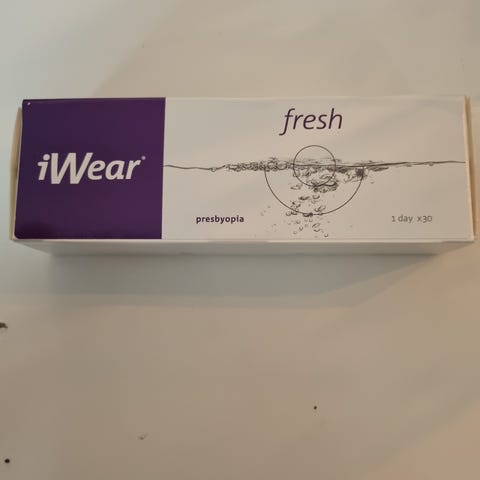 fresh
iWear®
presbyopia
1 day x30